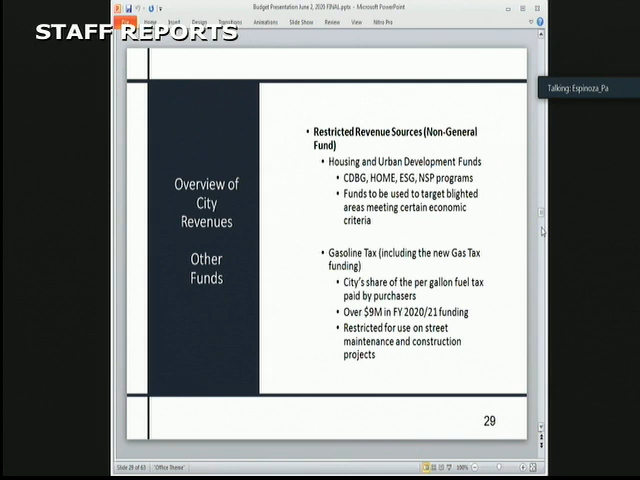 Budget Presentation June 2, 2020 FINAL.pptx - Microsoft PowerPoint
File Home Insert Design Transitions Animations Slide Show Review View Nitro Pro
STAFF REPORTS
Talking: Espinoza_Pa
Overview of
City
Revenues
Other
Funds
• Restricted Revenue Sources (Non-General
Fund)
• Housing and Urban Development Funds
• CDBG, HOME, ESG, NSP programs
• Funds to be used to target blighted
areas meeting certain economic
criteria
• Gasoline Tax (including the new Gas Tax
funding)
• City's share of the per gallon fuel tax
paid by purchasers
• Over $9M in FY 2020/21 funding
• Restricted for use on street
maintenance and construction
projects
29
Slide 29 of 63 "Office Theme" 100%